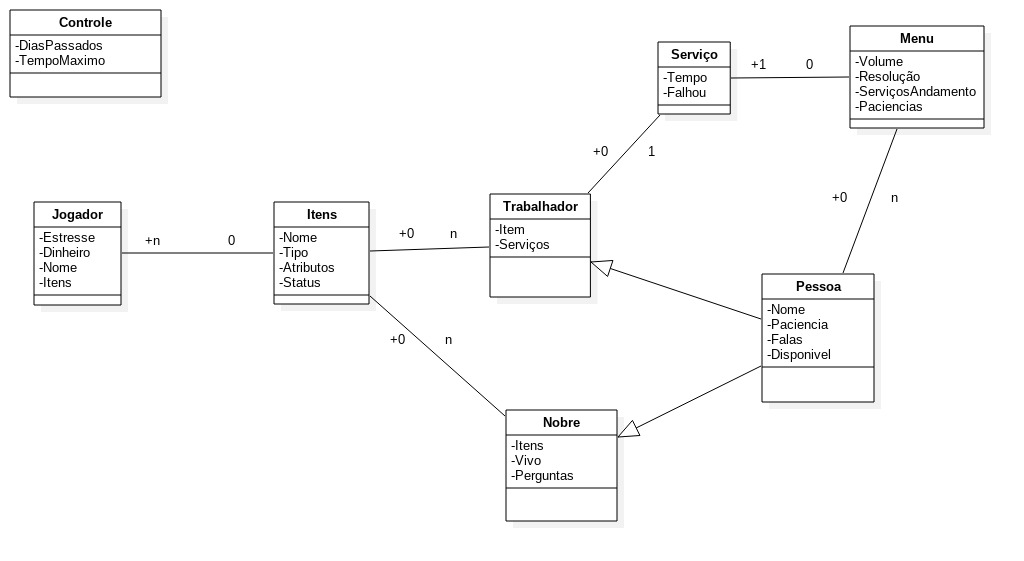 Controle
-DiasPassados
-TempoMaximo
Serviço
-Tempo
-Falhou
+1
0
Menu
-Volume
-Resolução
-ServiçosAndamento
-Paciencias
+0
1
+0
n
Jogador
-Estresse
-Dinheiro
-Nome
-Itens
+n
0
Itens
-Nome
-Tipo
-Atributos
-Status
+0
n
Trabalhador
-Item
-Serviços
Pessoa
-Nome
-Paciencia
-Falas
-Disponivel
+0
n
Nobre
-Itens
-Vivo
-Perguntas